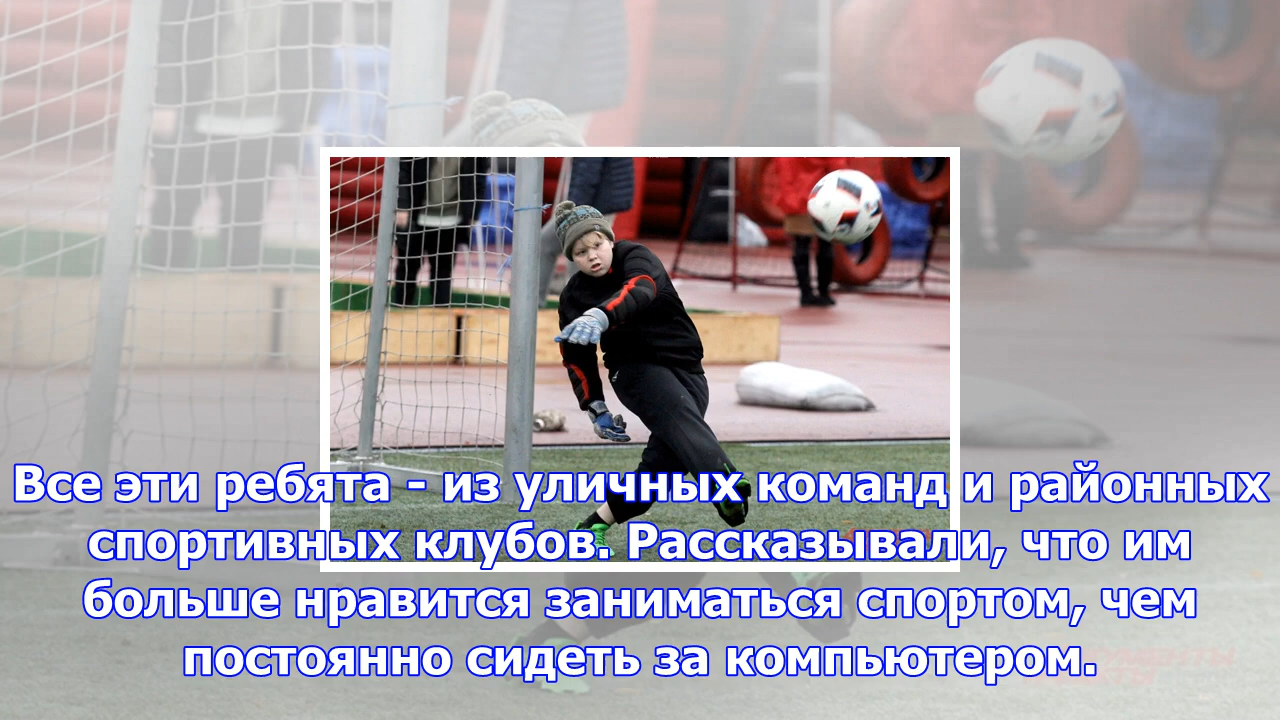 Все эти ребята - из уличных команд и районных
спортивных клубов. Рассказывали, что им
больше нравится заниматься спортом, чем
постоянно сидеть за компьютером.